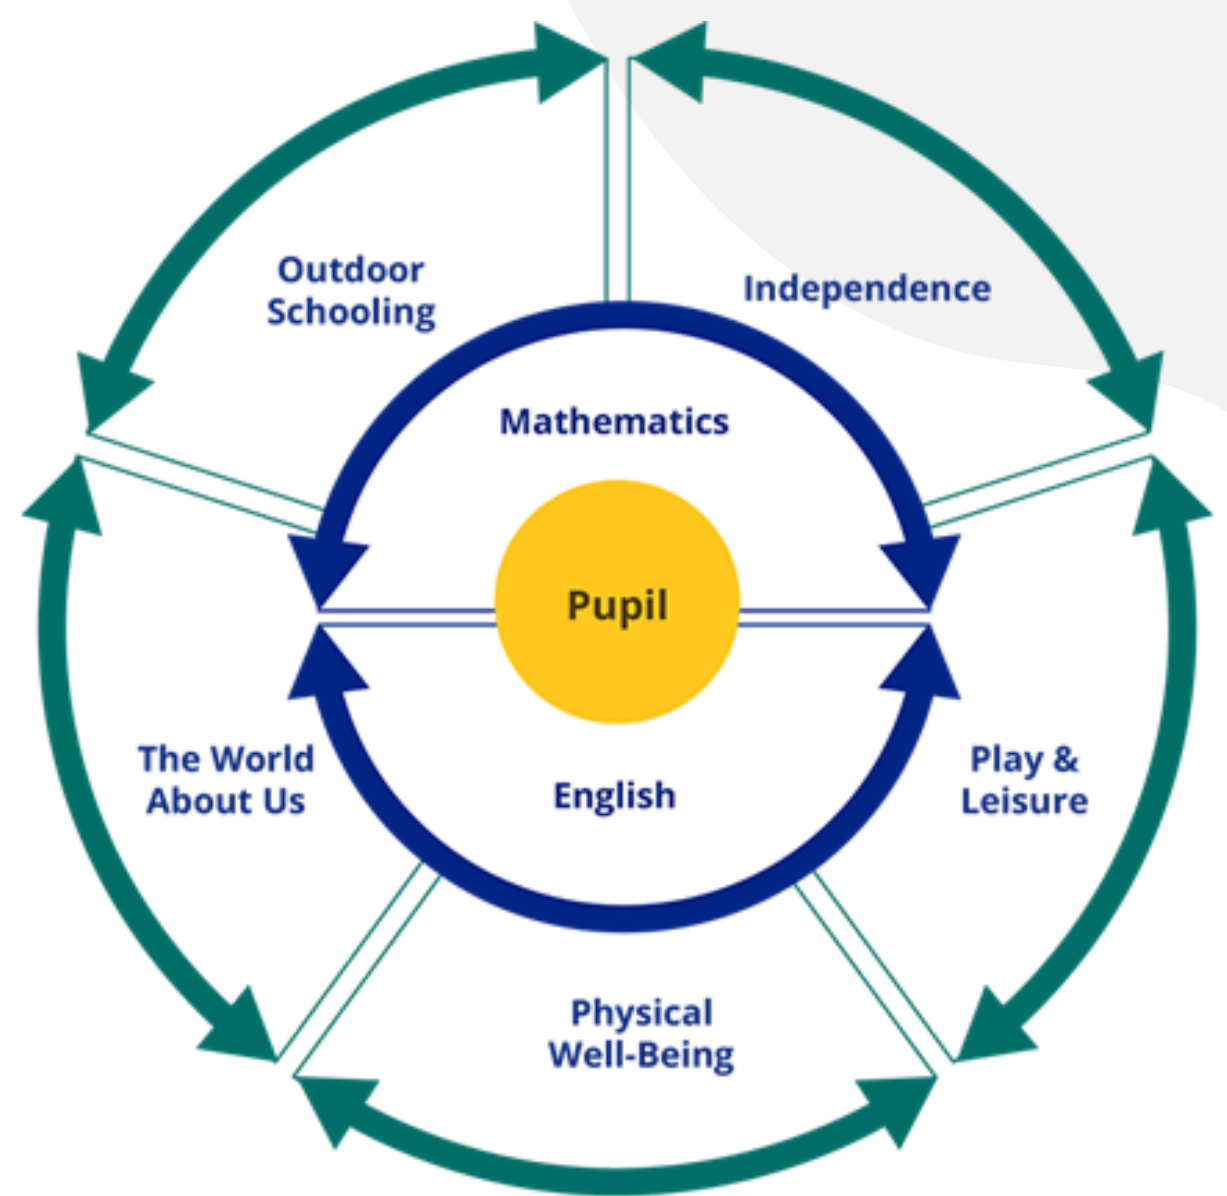 Outdoor
Schooling
Independence
Mathematics
Pupil
The World
About Us
English
Play &
Leisure
Physical
Well-Being